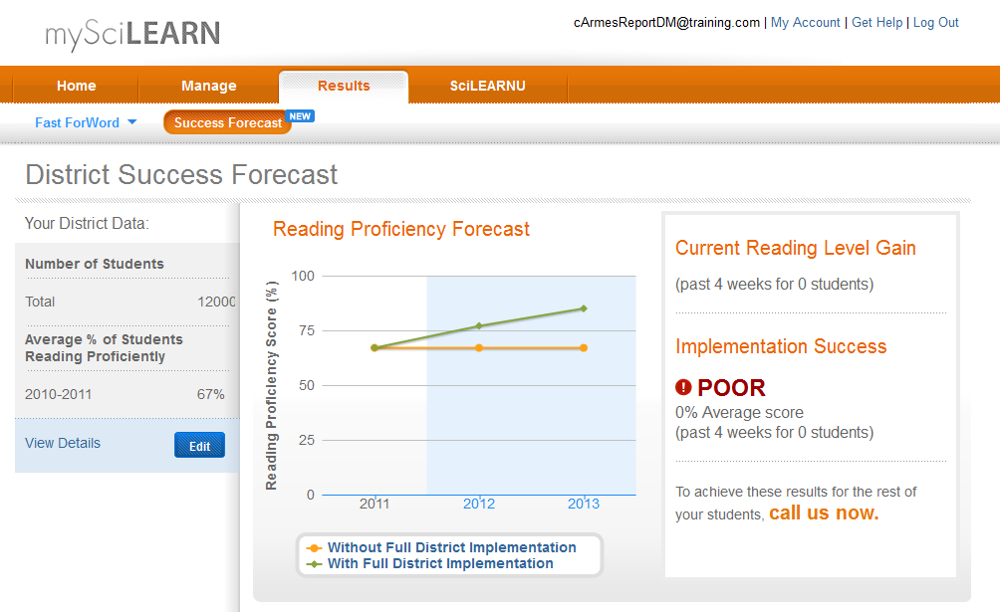 mySciLEARN
cArmesReportDM@training.com | My Account | Get Help | Log Out
Home
Manage
Results
SciLEARNU
Fast ForWord
Success Forecast
NEW
District Success Forecast
Your District Data:
Number of Students
Total 12000
Average % of Students
Reading Proficiently
2010-2011 67%
View Details
Edit
Reading Proficiency Forecast
Reading Proficiency Score (%)
100
75
50
25
0
2011
2012
2013
Without Full District Implementation
With Full District Implementation
Current Reading Level Gain
(past 4 weeks for 0 students)
Implementation Success
! POOR
0% Average score
(past 4 weeks for 0 students)
To achieve these results for the rest of
your students, call us now.